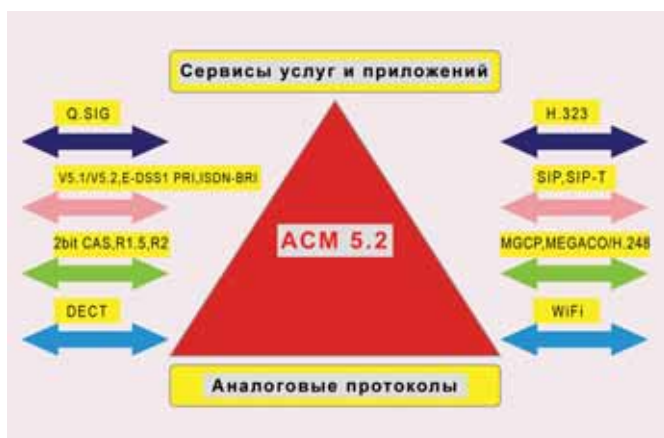 Сервисы услуг и приложений
Q.SIG
H.323
V5.1/V5.2,E-DSS1 PRI,ISDN-BRI
SIP,SIP-T
ACM 5.2
2bit CAS,R1.5,R2
MGCP,MEGACO/H.248
DECT
WiFi
Аналоговые протоколы